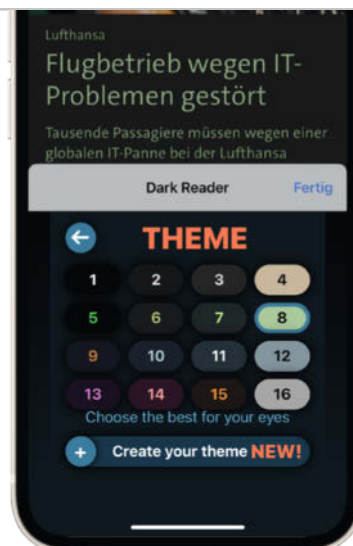 Lufthansa
Flugbetrieb wegen IT-
Problemen gestört
Tausende Passagiere müssen wegen einer
globalen IT-Panne bei der Lufthansa
Dark Reader Fertig
THEME
1 2 3 4
5 6 7 8
9 10 11 12
13 14 15 16
Choose the best for your eyes
+ Create your theme NEW!